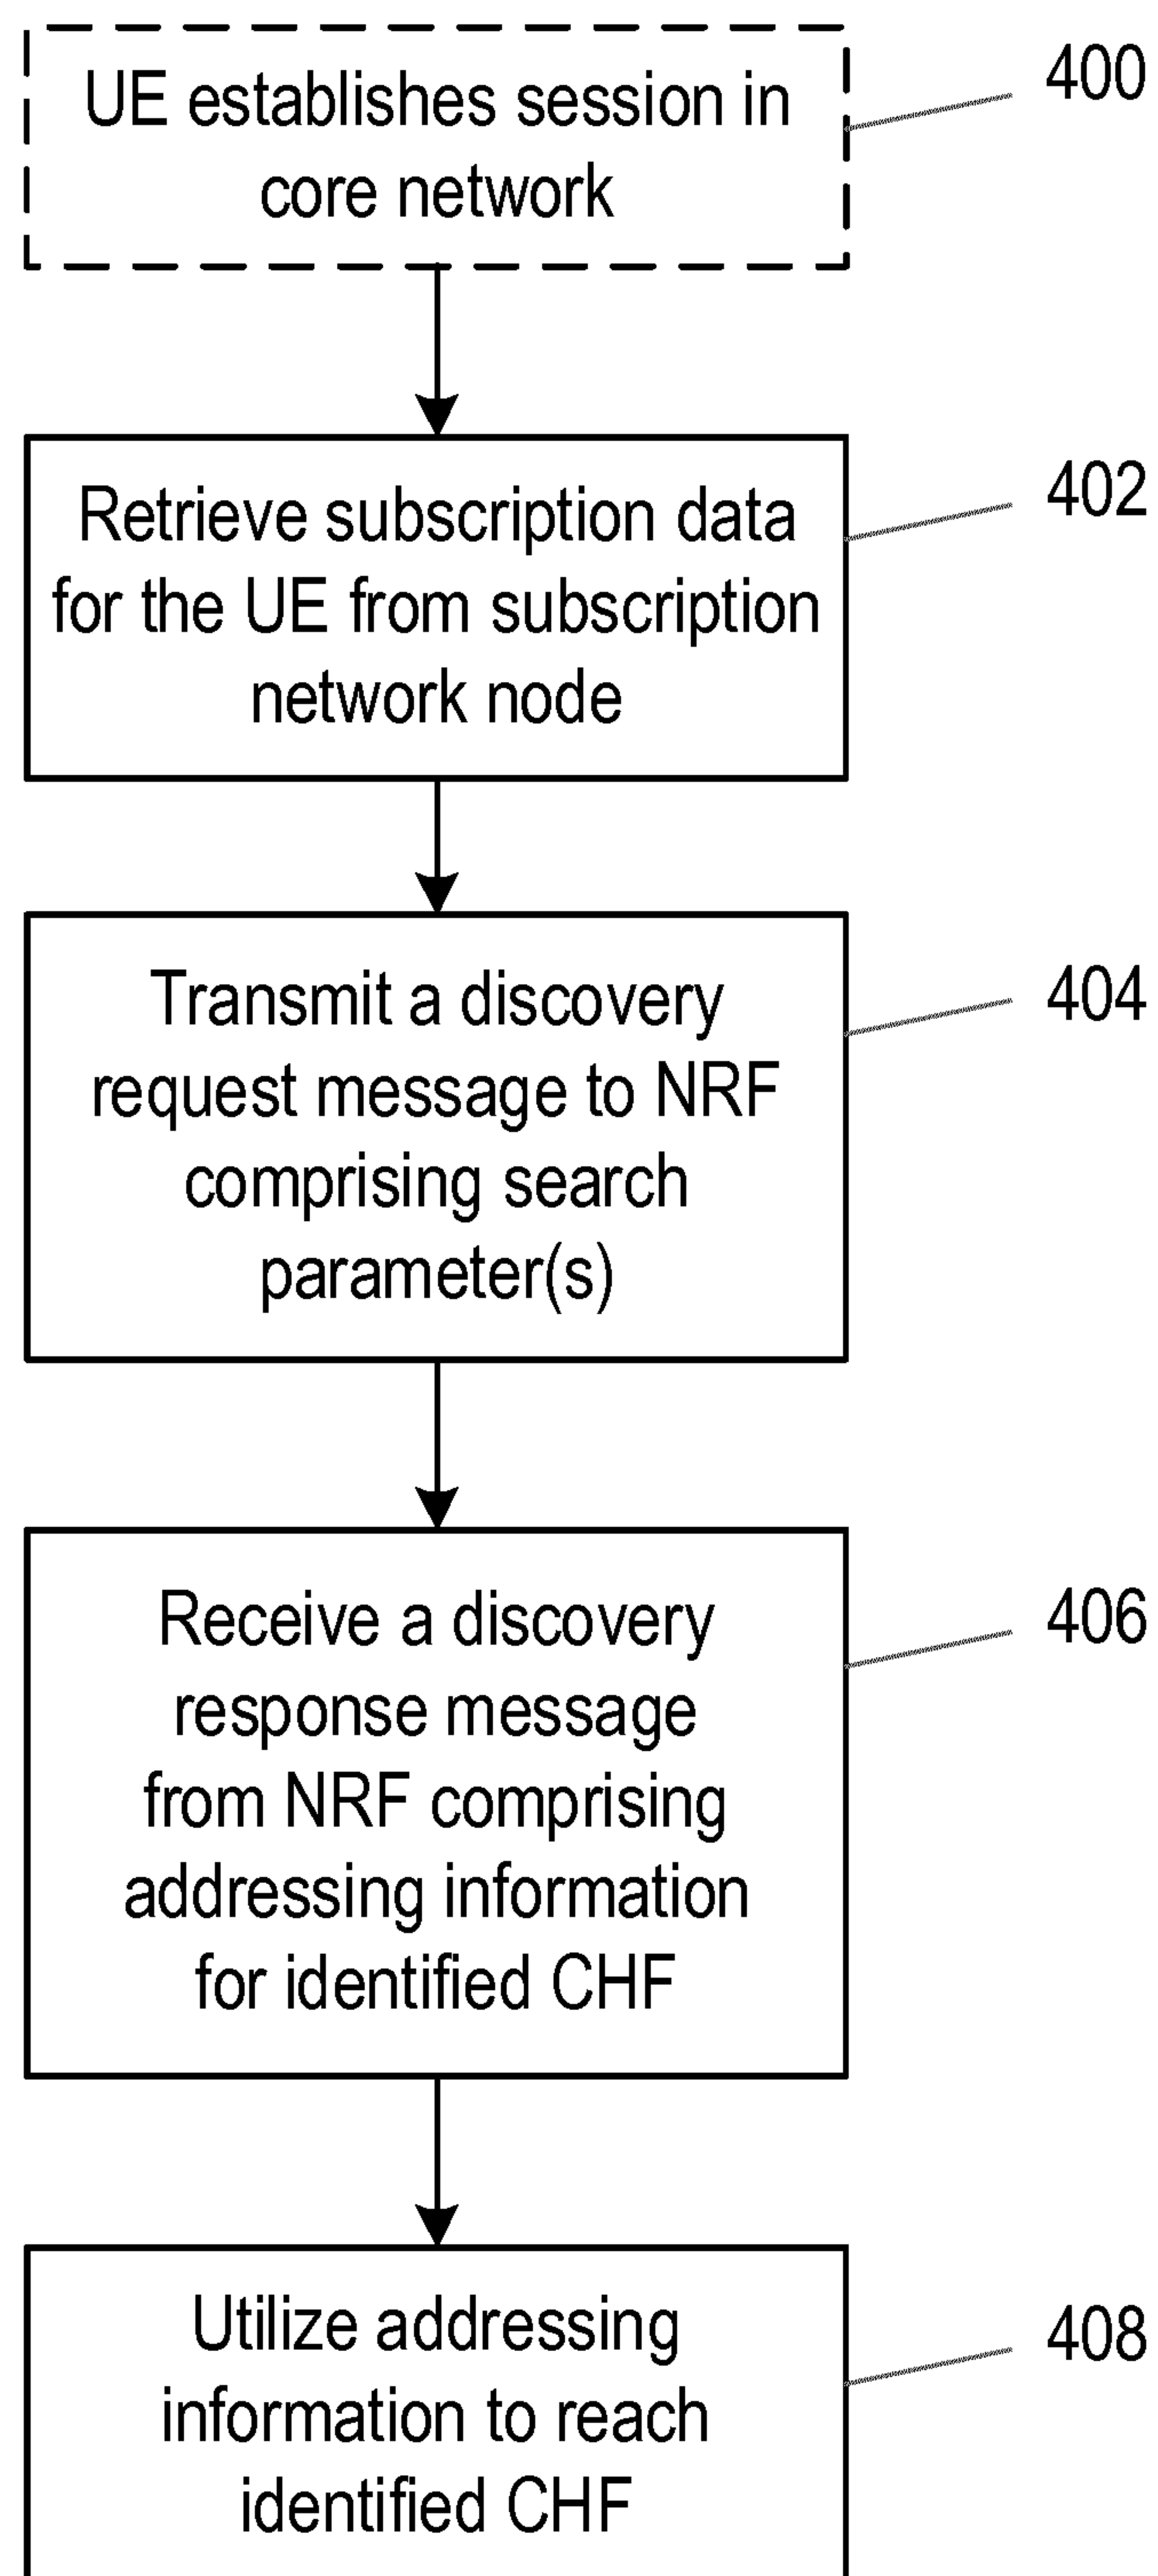 UE establishes session in
core network
400
Retrieve subscription data
for the UE from subscription
network node
402
Transmit a discovery
request message to NRF
comprising search
parameter(s)
404
Receive a discovery
response message
from NRF comprising
addressing information
for identified CHF
406
Utilize addressing
information to reach
identified CHF
408